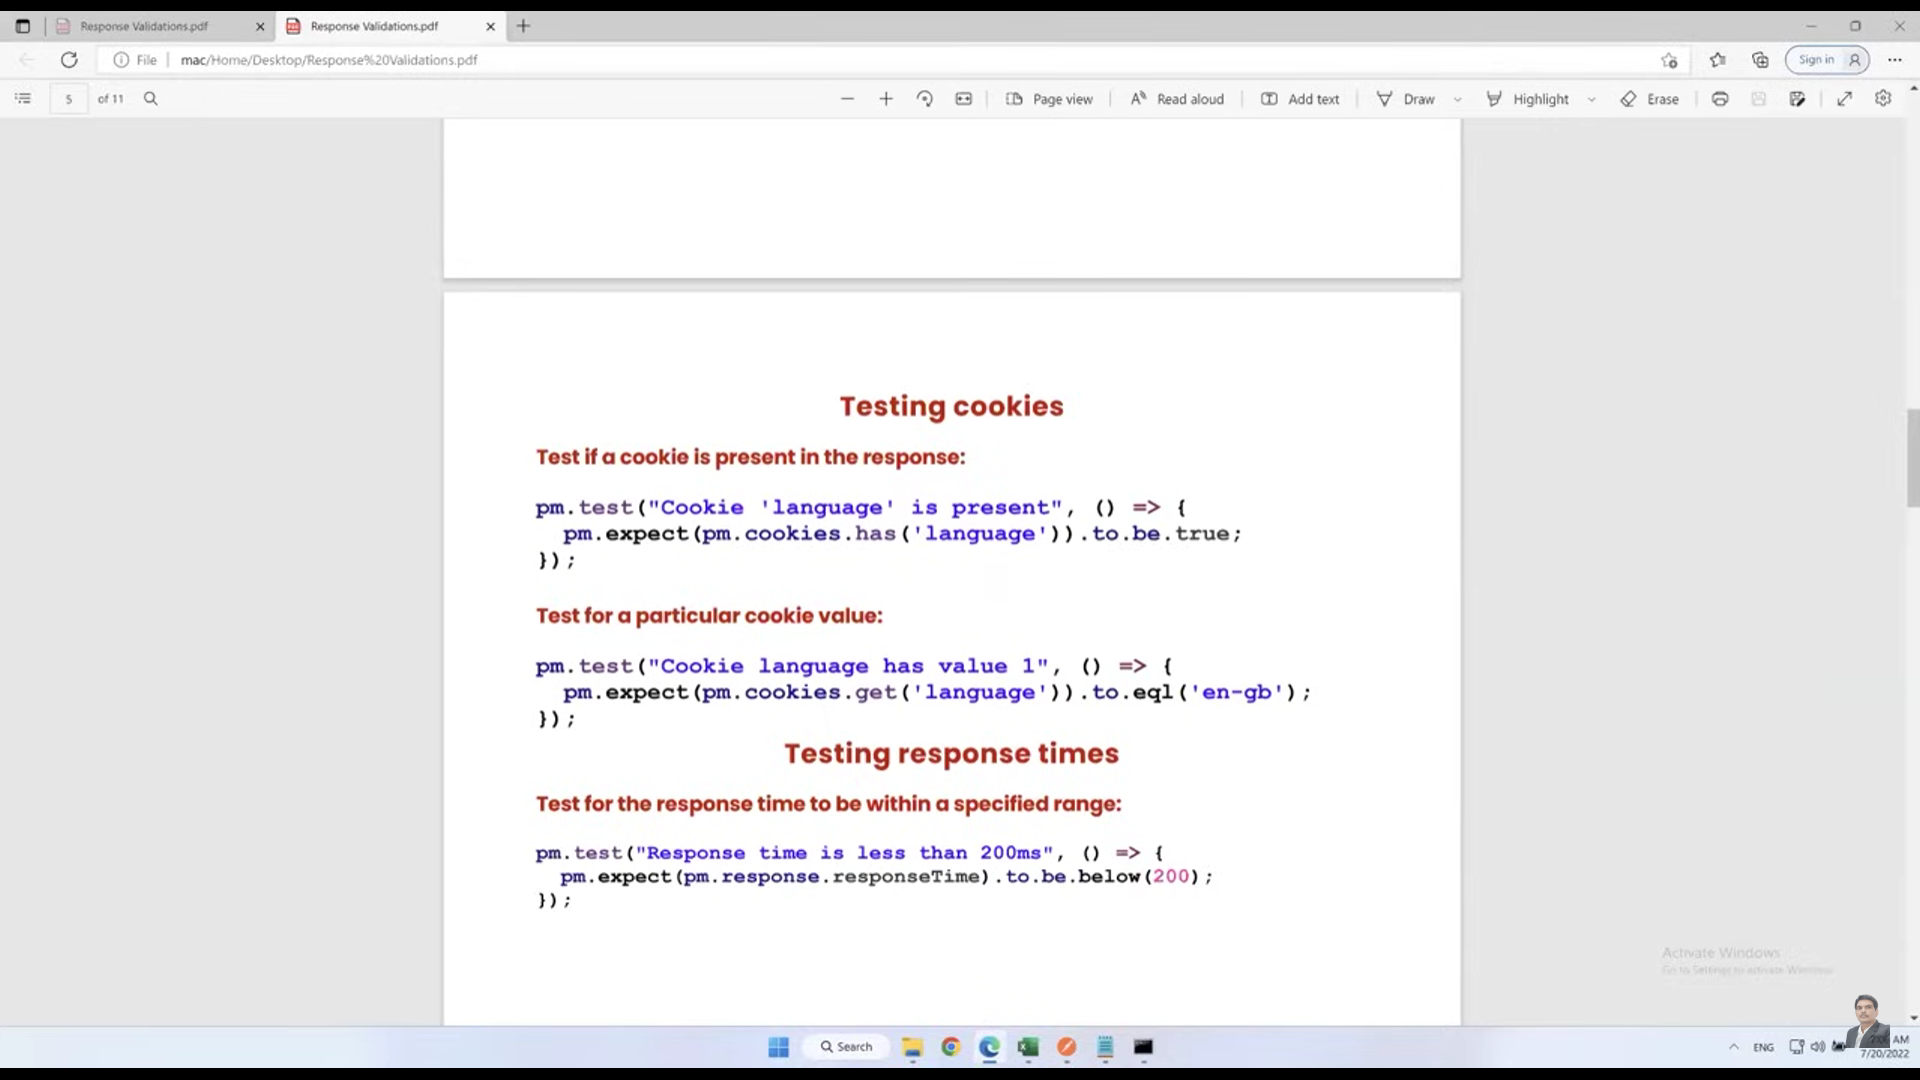 Response Validations.pdf
Response Validations.pdf
File
mac/Home/Desktop/Response%20Validations.pdf
Sign in
5 of 11
Page view
Read aloud
Add text
Draw
Highlight
Erase
Testing cookies
Test if a cookie is present in the response:
pm.test("Cookie 'language' is present", () => {
pm.expect(pm.cookies.has('language')).to.be.true;
});
Test for a particular cookie value:
pm.test("Cookie language has value 1", () => {
pm.expect(pm.cookies.get('language')).to.eql('en-gb');
});
Testing response times
Test for the response time to be within a specified range:
pm.test("Response time is less than 200ms", () => {
pm.expect(pm.response.responseTime).to.be.below(200);
});
Activate Windows
Go to Settings to activate Windows.
Search
ENG
AM
7/20/2022